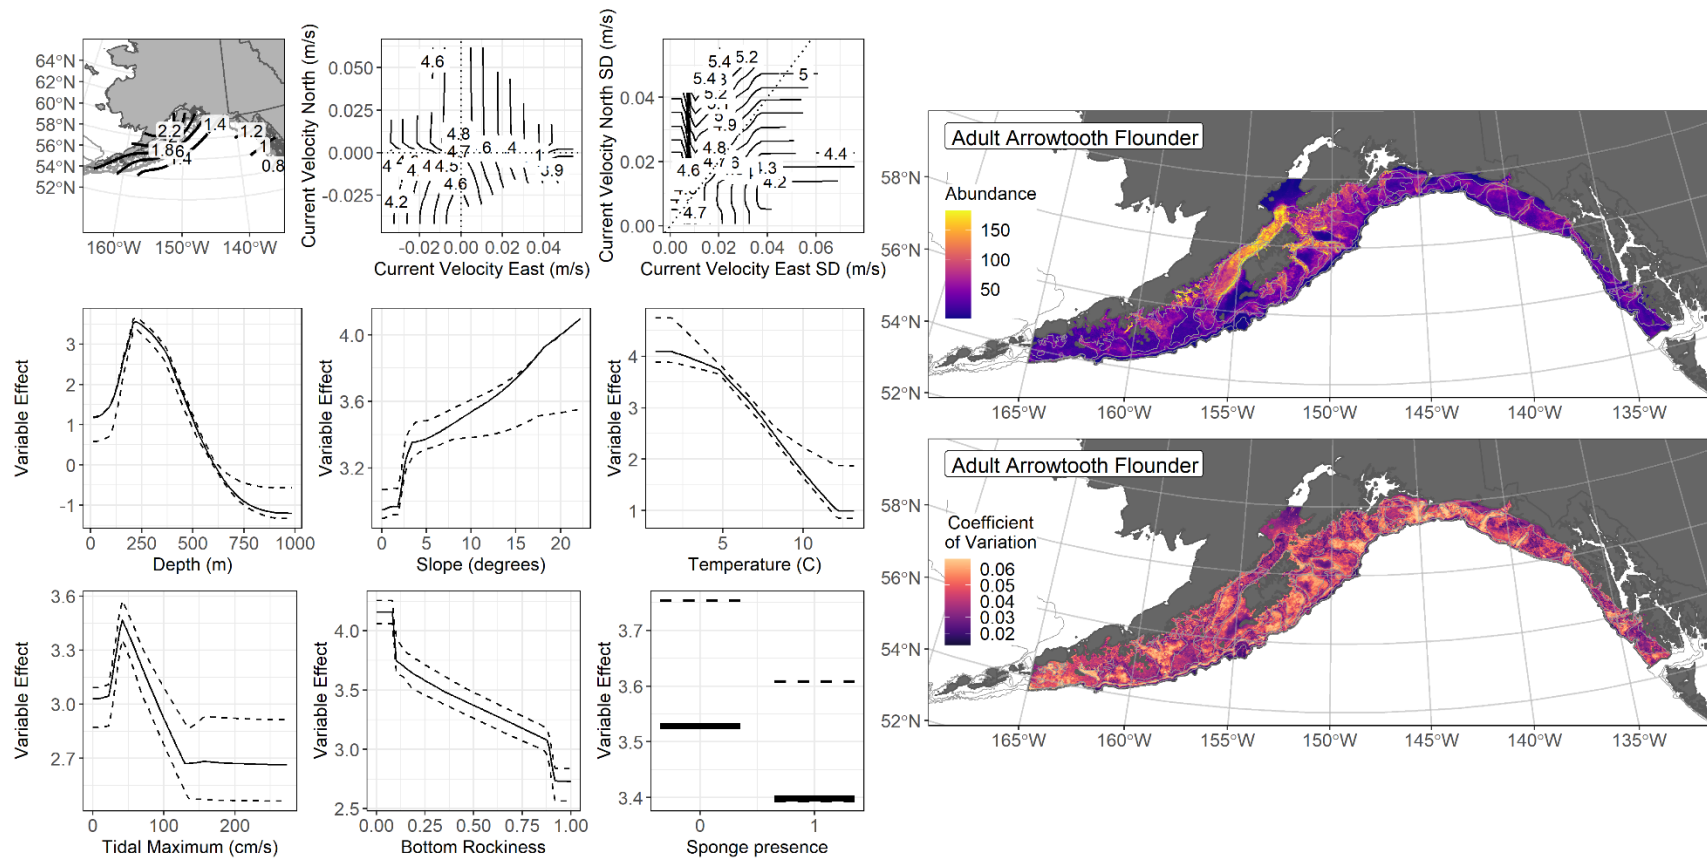 64°N
62°N
60°N
58°N
56°N
54°N
52°N
2.2
1.4
1.2
1
1.8
1.4
0.8
160°W
150°W
140°W
Current Velocity North (m/s)
0.050
0.025
0.000
-0.025
4.6
4.8
4.7
4.6
4.2
-0.02
0.00
0.02
0.04
Current Velocity East (m/s)
Current Velocity North SD (m/s)
0.04
0.02
0.00
5.4
5.2
5
4.8
4.6
4.4
4.2
4.7
0.00
0.02
0.04
0.06
Current Velocity East SD (m/s)
Variable Effect
3
2
1
0
-1
0
250
500
750
1000
Depth (m)
Variable Effect
4.0
3.6
3.2
0
5
10
15
20
Slope (degrees)
Variable Effect
4
3
2
1
5
10
Temperature (C)
Variable Effect
3.6
3.3
3.0
2.7
0
100
200
Tidal Maximum (cm/s)
Variable Effect
4.0
3.5
3.0
2.5
0.00
0.25
0.50
0.75
1.00
Bottom Rockiness
Variable Effect
3.7
3.6
3.5
3.4
0
1
Sponge presence
Adult Arrowtooth Flounder
Abundance
150
100
50
58°N
56°N
54°N
52°N
58°N
56°N
54°N
52°N
165°W
160°W
155°W
150°W
145°W
140°W
135°W
Adult Arrowtooth Flounder
Coefficient
of Variation
0.06
0.05
0.04
0.03
0.02
58°N
56°N
54°N
52°N
58°N
56°N
54°N
52°N
165°W
160°W
155°W
150°W
145°W
140°W
135°W